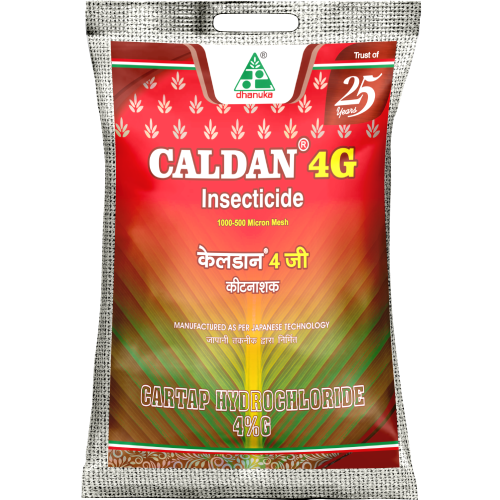 ®
dhanuka
Trust of
25
Years
CALDAN® 4G
Insecticide
1000-500 Micron Mesh
केलडान® 4 जी
कीटनाशक
MANUFACTURED AS PER JAPANESE TECHNOLOGY
जापानी तकनीक द्वारा निर्मित
CARTAP HYDROCHLORIDE
4%G